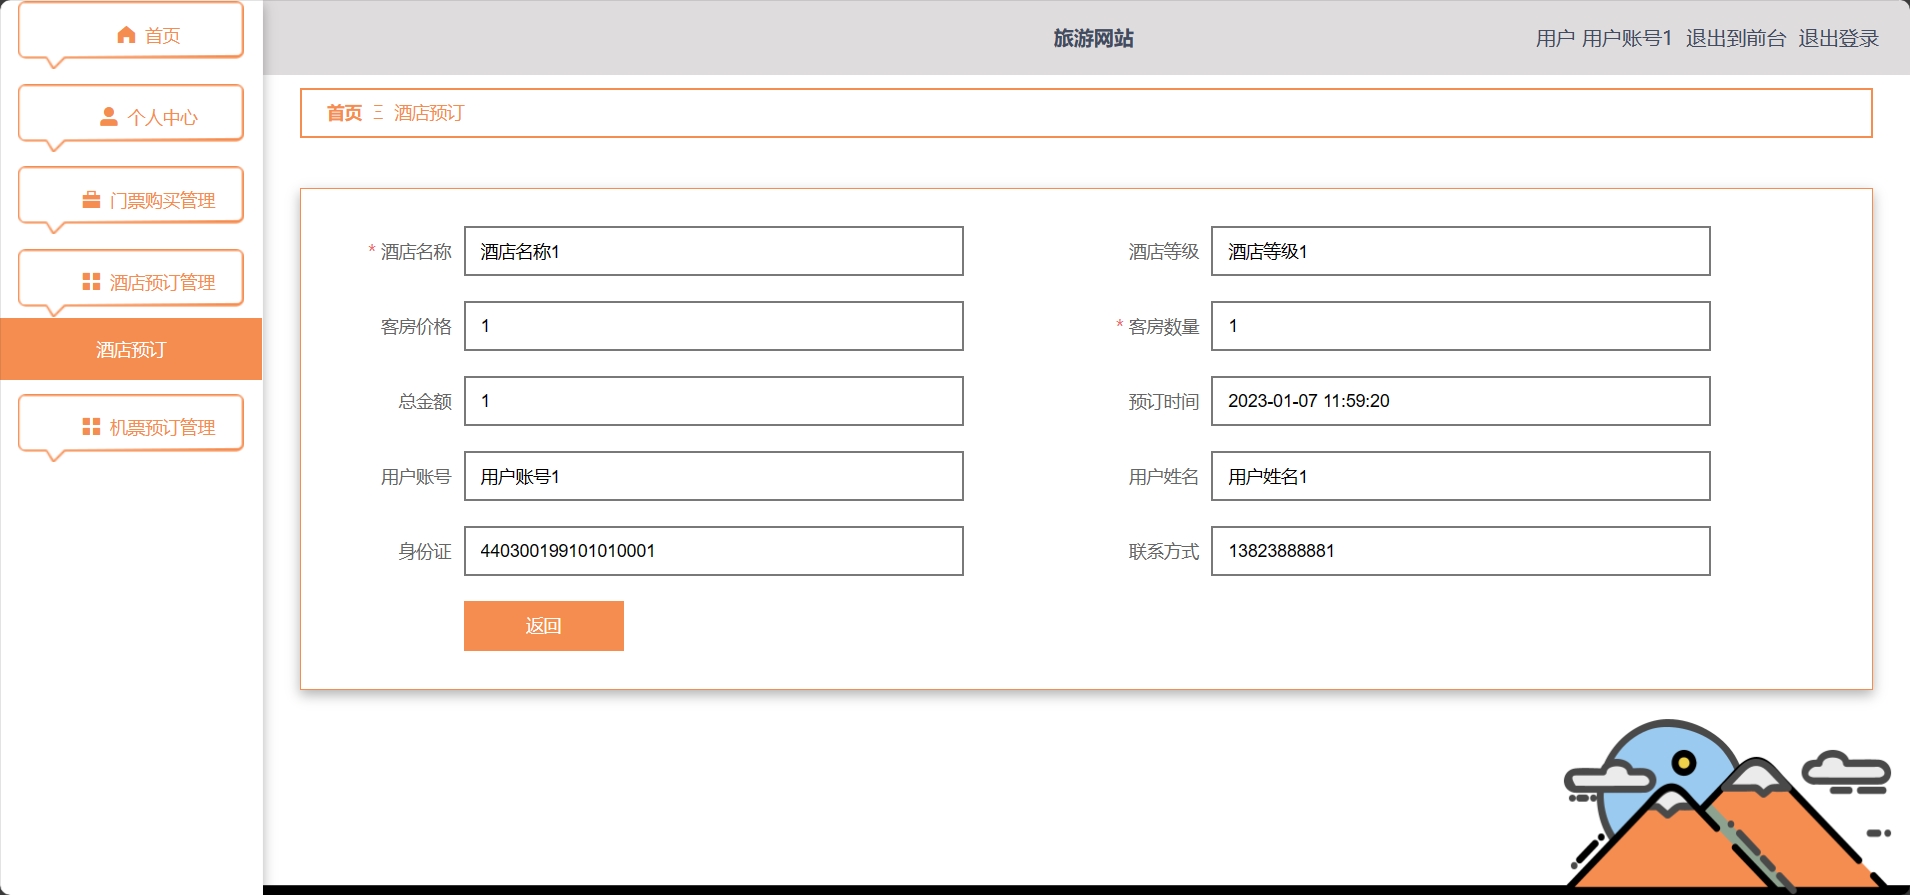 首页
个人中心
门票购买管理
酒店预订管理
酒店预订
机票预订管理
旅游网站
用户 用户账号1 退出到前台 退出登录
首页 Ξ 酒店预订
* 酒店名称 酒店名称1 酒店等级 酒店等级1
客房价格 1 * 客房数量 1
总金额 1 预订时间 2023-01-07 11:59:20
用户账号 用户账号1 用户姓名 用户姓名1
身份证 440300199101010001 联系方式 13823888881
返回